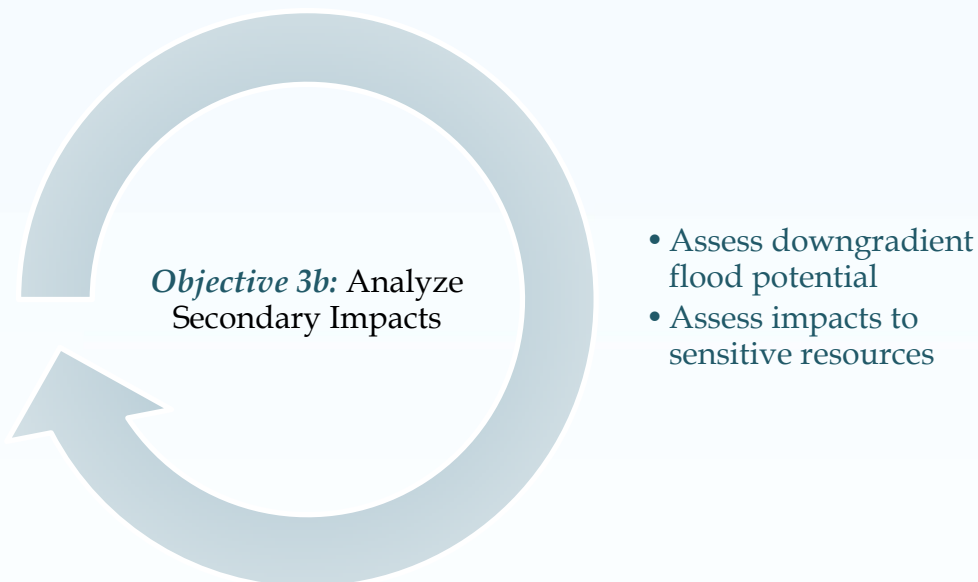 Objective 3b: Analyze
Secondary Impacts
• Assess downgradient
flood potential
• Assess impacts to
sensitive resources